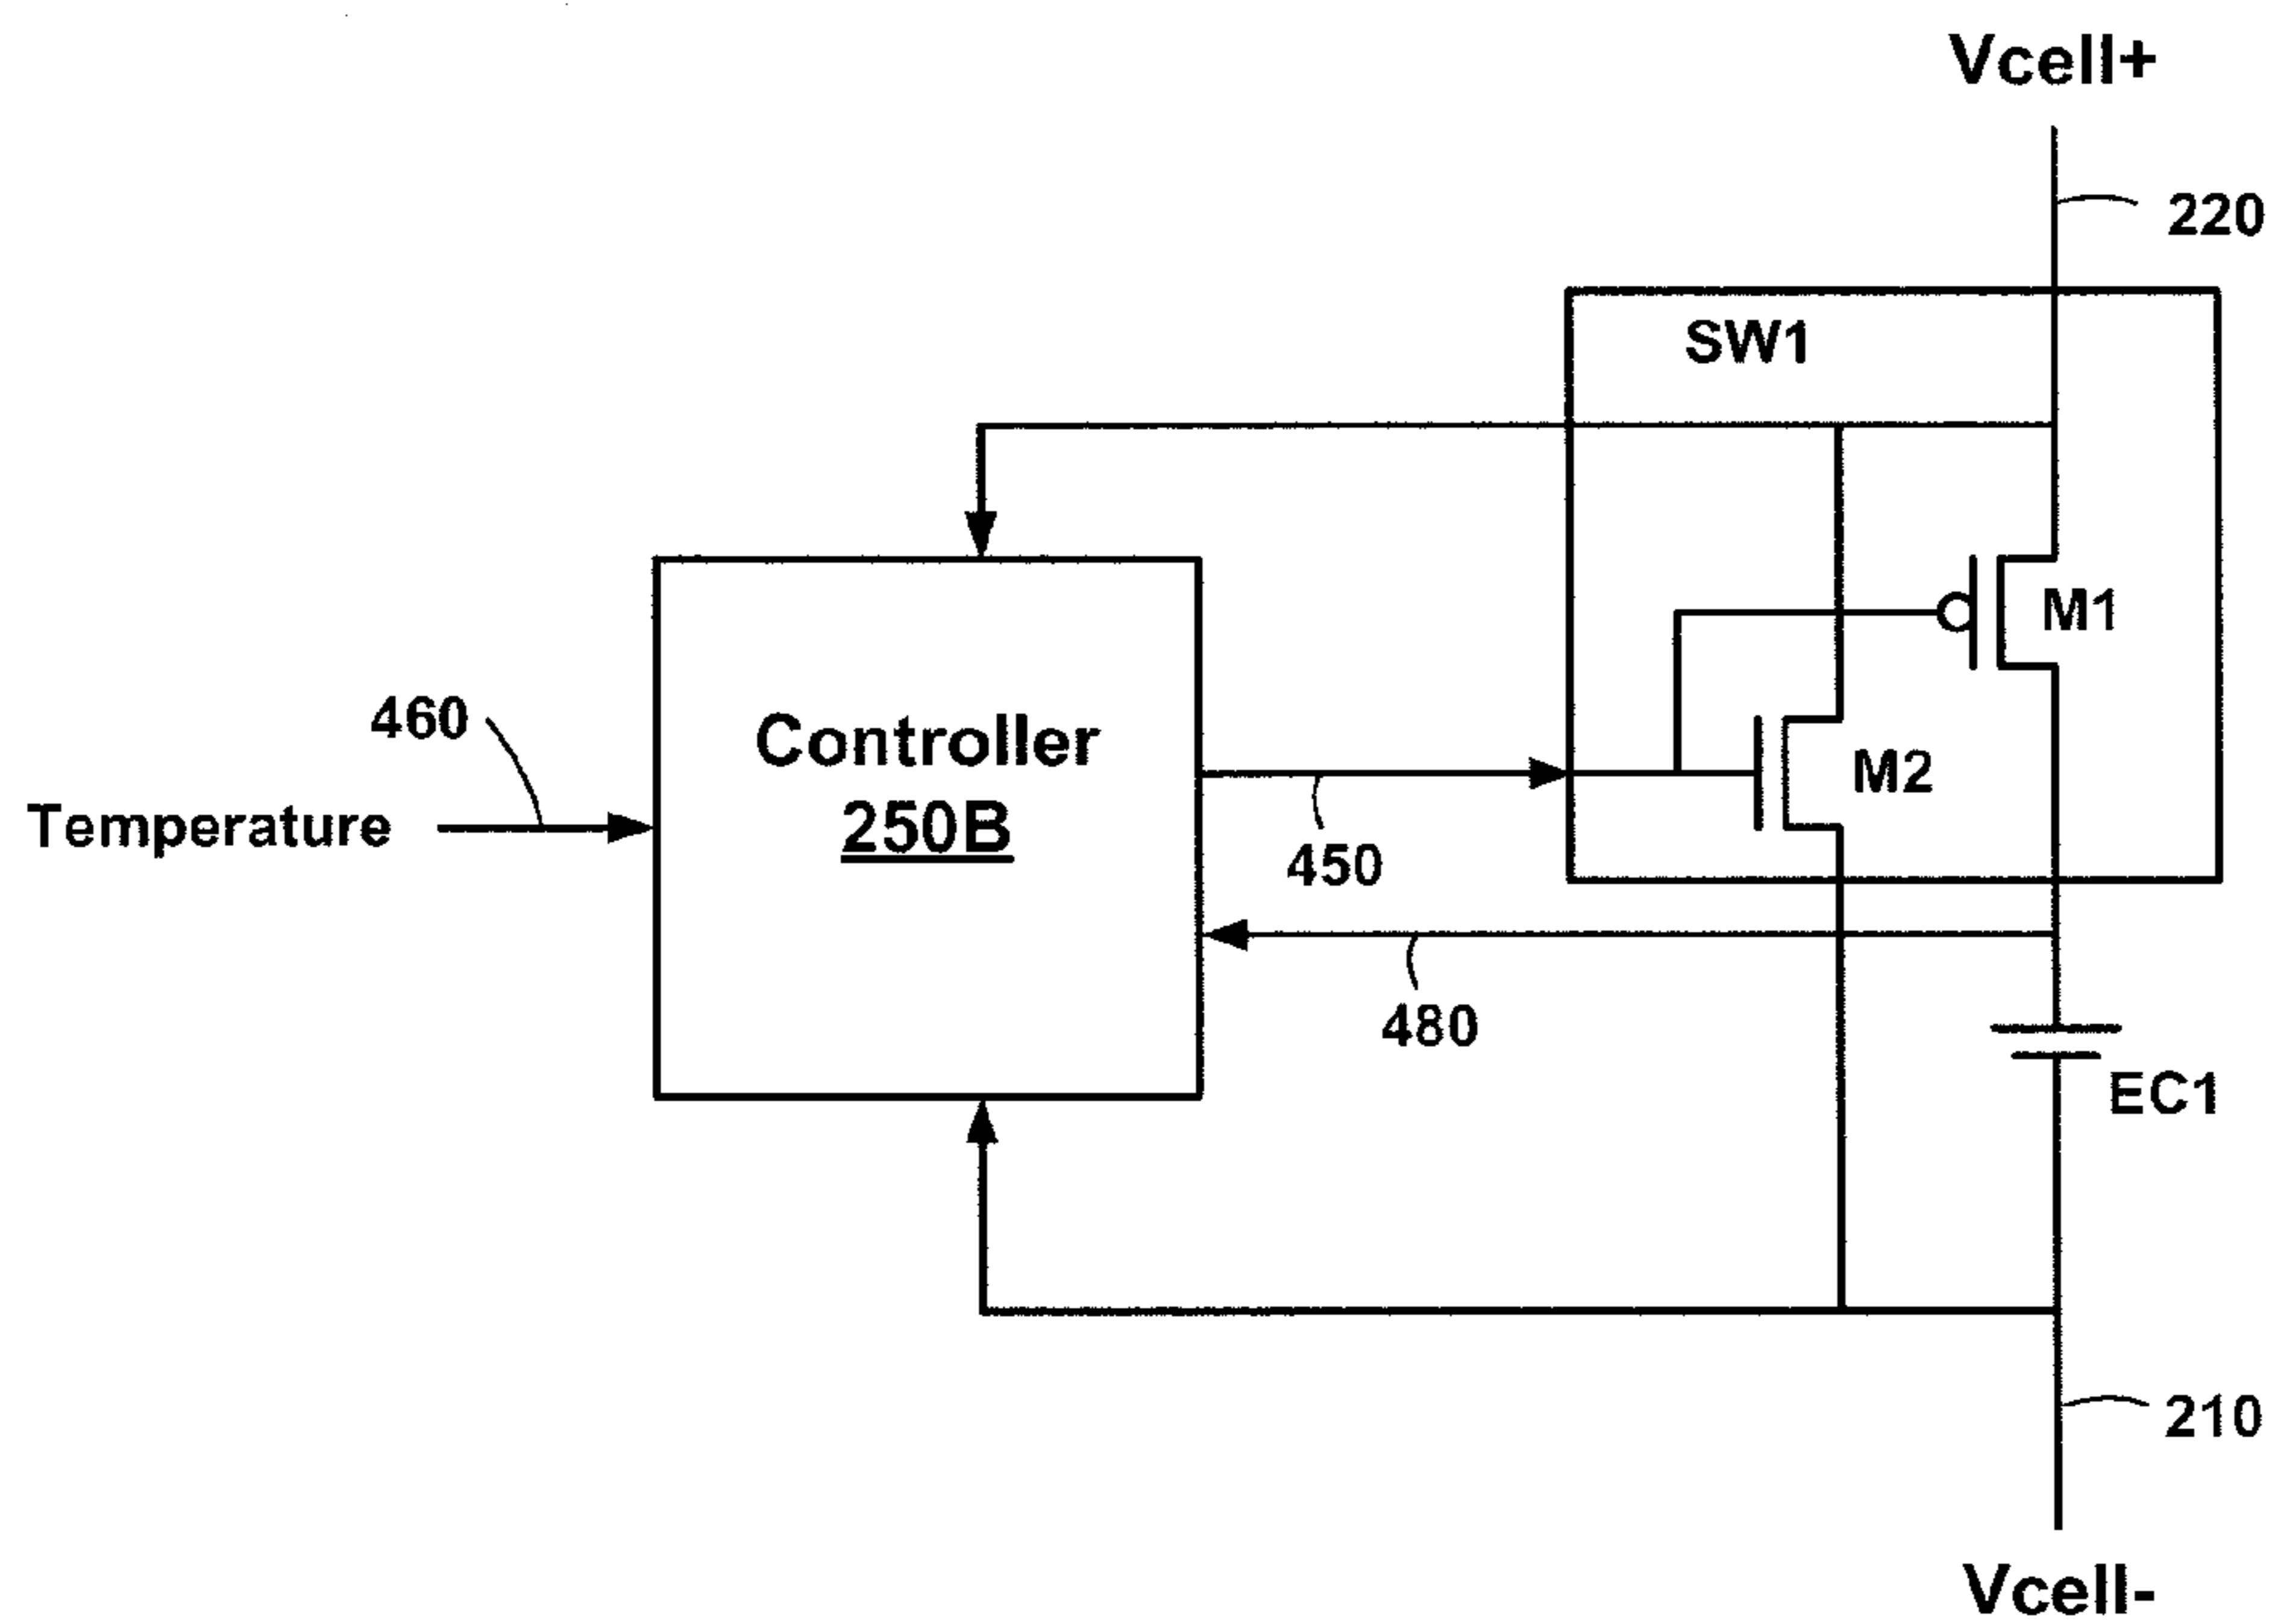 Vcell+
220
SW1
M1
460
Controller
250B
M2
Temperature
450
480
EC1
210
Vcell-